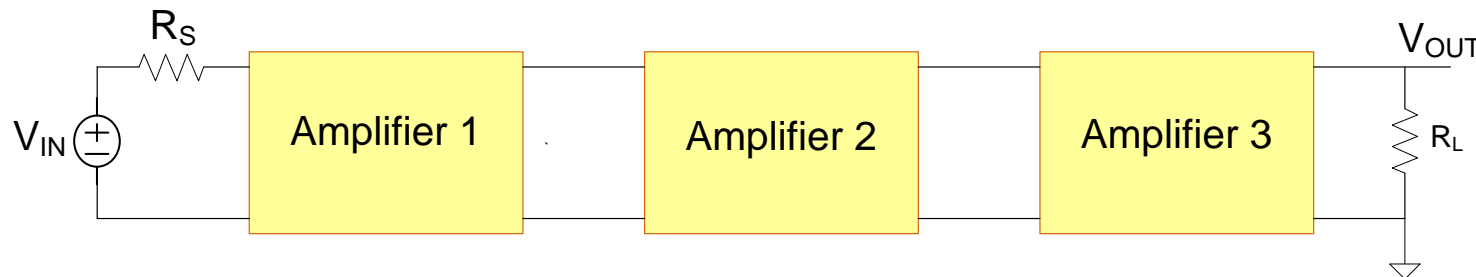 R_S
V_OUT
V_IN
Amplifier 1
Amplifier 2
Amplifier 3
R_L